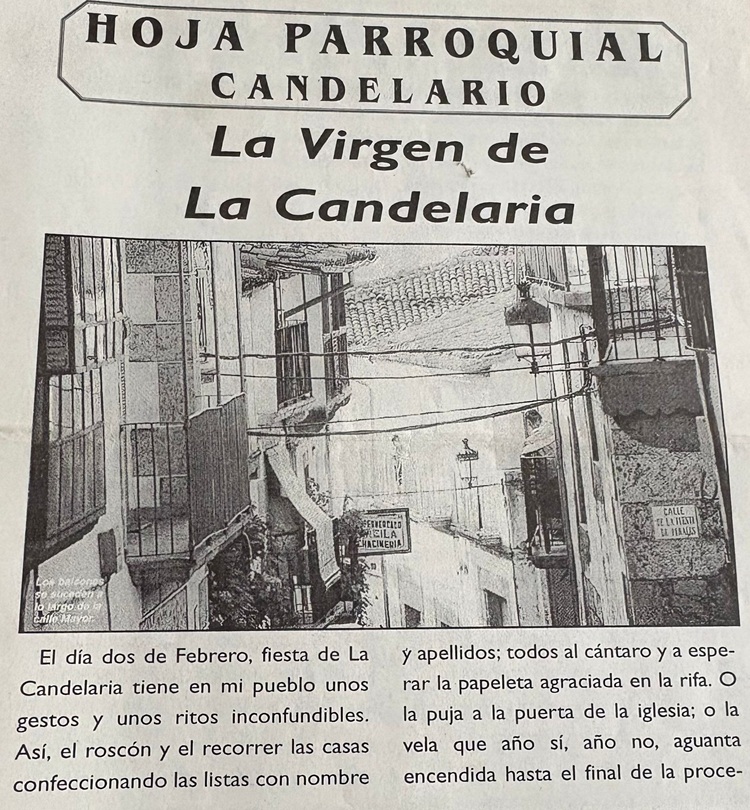 HOJA PARROQUIAL
CANDELARIO
La Virgen de
La Candelaria
CALLE
DE LA FUENTE
DE PERALES
SUPERMERCADO
CHACINERIA
Los balcones
se suceden a
lo largo de la
calle Mayor.
El día dos de Febrero, fiesta de La
Candelaria tiene en mi pueblo unos
gestos y unos ritos inconfundibles.
Así, el roscón y el recorrer las casas
confeccionando las listas con nombre
y apellidos; todos al cántaro y a espe-
rar la papeleta agraciada en la rifa. O
la puja a la puerta de la iglesia; o la
vela que año sí, año no, aguanta
encendida hasta el final de la proce-